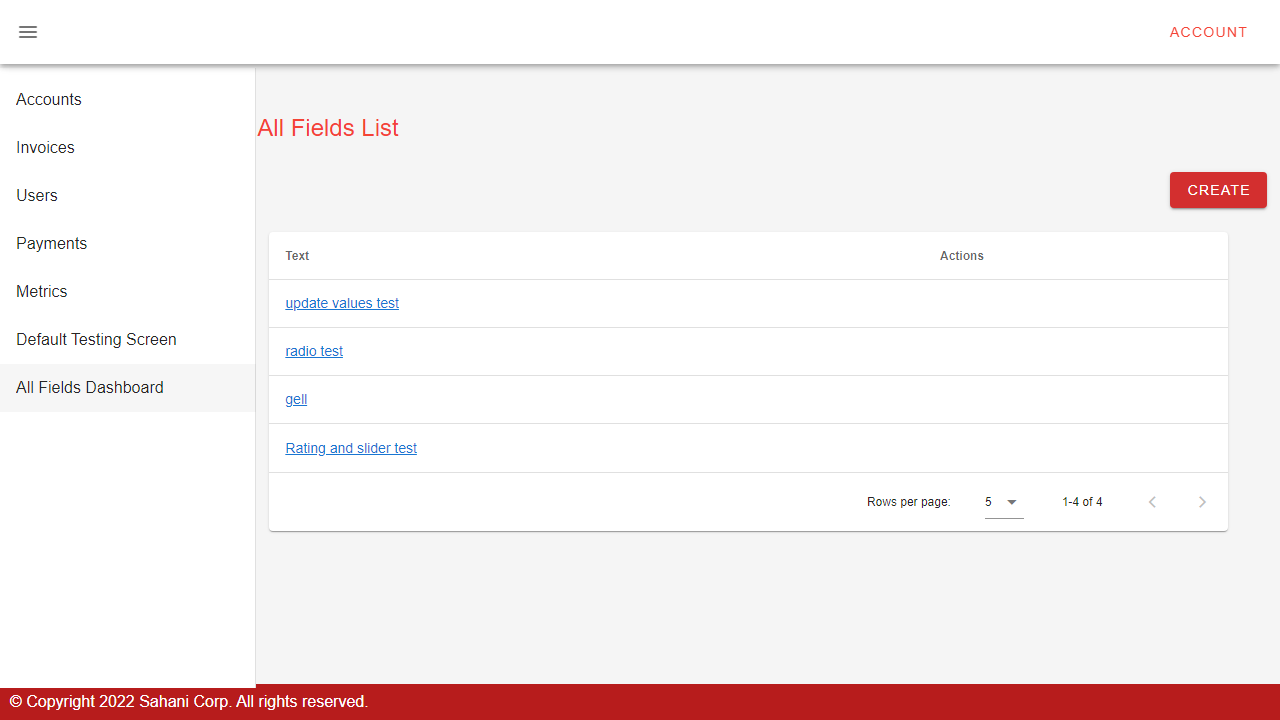 ACCOUNT
Accounts
Invoices
Users
Payments
Metrics
Default Testing Screen
All Fields Dashboard
All Fields List
CREATE
Text Actions
update values test
radio test
gell
Rating and slider test
Rows per page: 5 1-4 of 4
© Copyright 2022 Sahani Corp. All rights reserved.